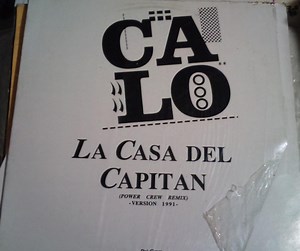 CA
LO
LA CASA DEL
CAPITAN
(POWER CREW REMIX)
-VERSION 1991-